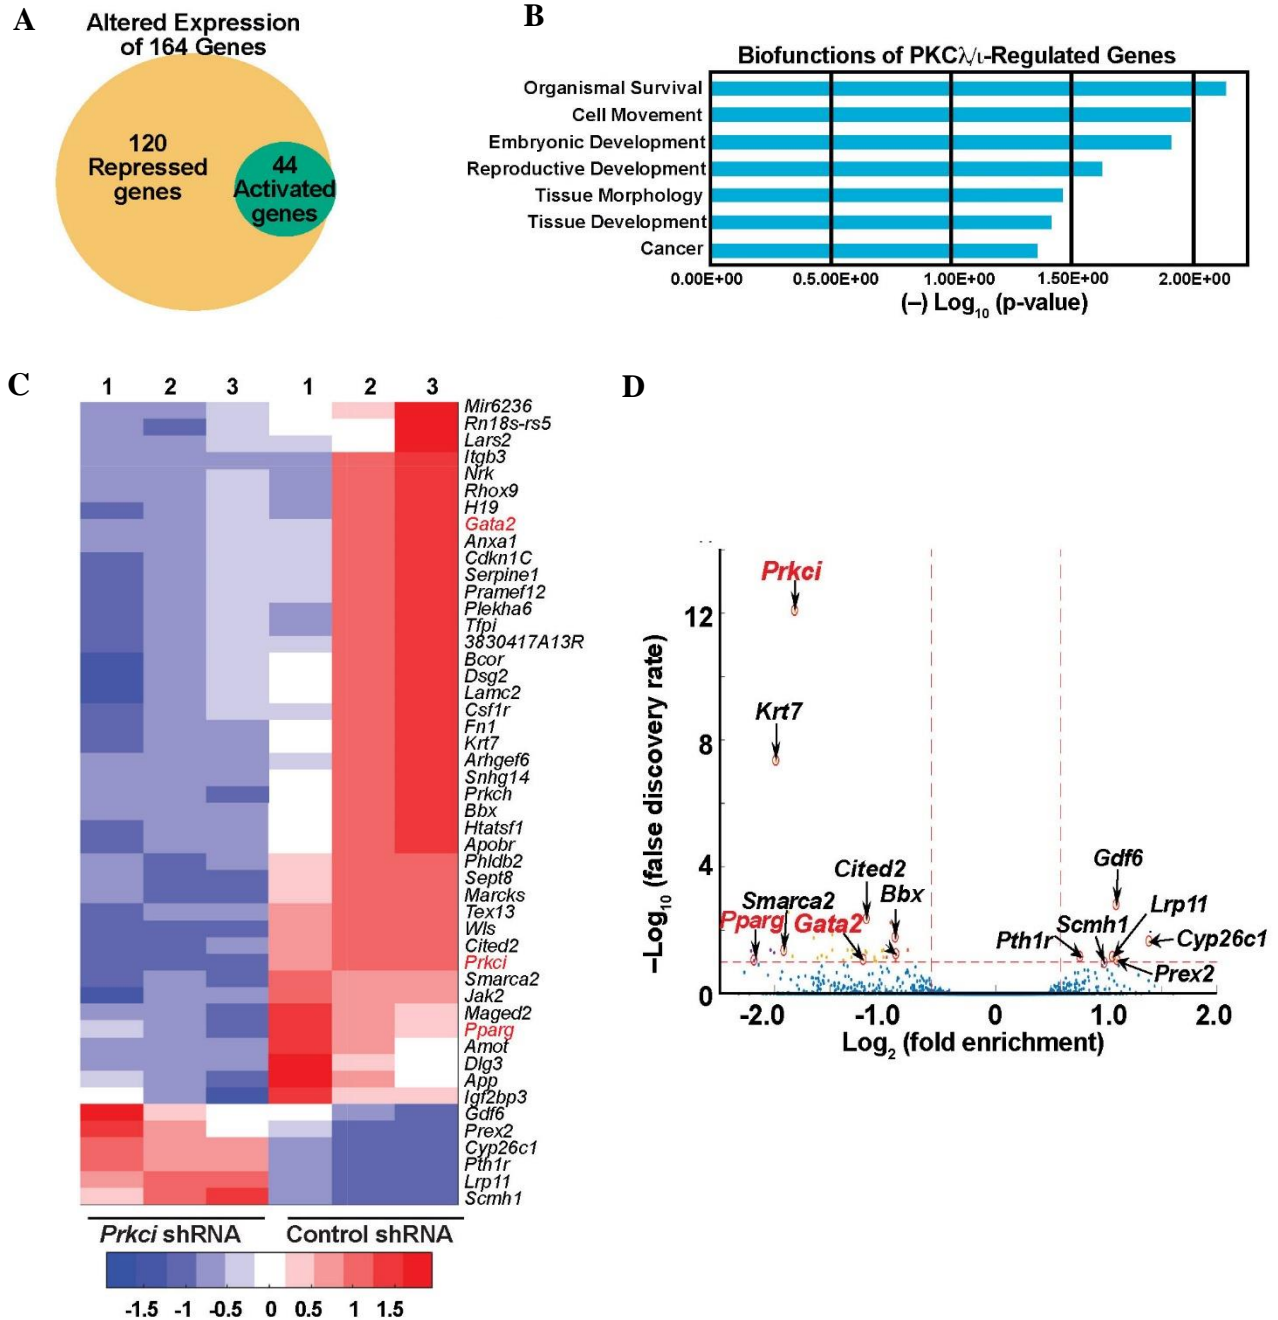 A
Altered Expression
of 164 Genes
120
Repressed
genes
44
Activated
genes
B
Biofunctions of PKCλ/ι-Regulated Genes
Organismal Survival
Cell Movement
Embryonic Development
Reproductive Development
Tissue Morphology
Tissue Development
Cancer
0.00E+00 0.5.00E+00 1.00E+00 1.50E+00 2.00E+00
(–) Log10 (p-value)
C
1 2 3 1 2 3
Mir6236
Rn18s-rs5
Lars2
Itgb3
Nrk
Rhox9
H19
Gata2
Anxa1
Cdkn1C
Serpine1
Pramef12
Plekha6
Tfpi
3830417A13R
Bcor
Dsg2
Lamc2
Csf1r
Fn1
Krt7
Arhgef6
Snhg14
Prkch
Bbx
Htatsf1
Apobr
Phldb2
Sept8
Marcks
Tex13
Wls
Cited2
Prkci
Smarca2
Jak2
Maged2
Pparg
Amot
Dlg3
App
Igf2bp3
Gdf6
Prex2
Cyp26c1
Pth1r
Lrp11
Scmh1
Prkci shRNA Control shRNA
-1.5 -1 -0.5 0 0.5 1 1.5
D
–Log10 (false discovery rate)
12
8
4
0
Prkci
Krt7
Cited2
Bbx
Smarca2
Pparg
Gata2
Gdf6
Lrp11
Scmh1
Pth1r
Cyp26c1
Prex2
-2.0 -1.0 0 1.0 2.0
Log2 (fold enrichment)